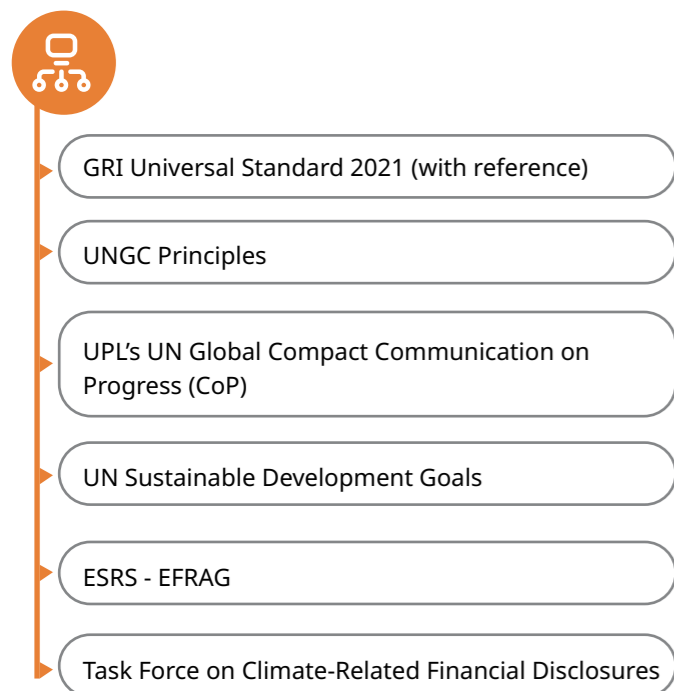 GRI Universal Standard 2021 (with reference)
UNGC Principles
UPL’s UN Global Compact Communication on
Progress (CoP)
UN Sustainable Development Goals
ESRS - EFRAG
Task Force on Climate-Related Financial Disclosures